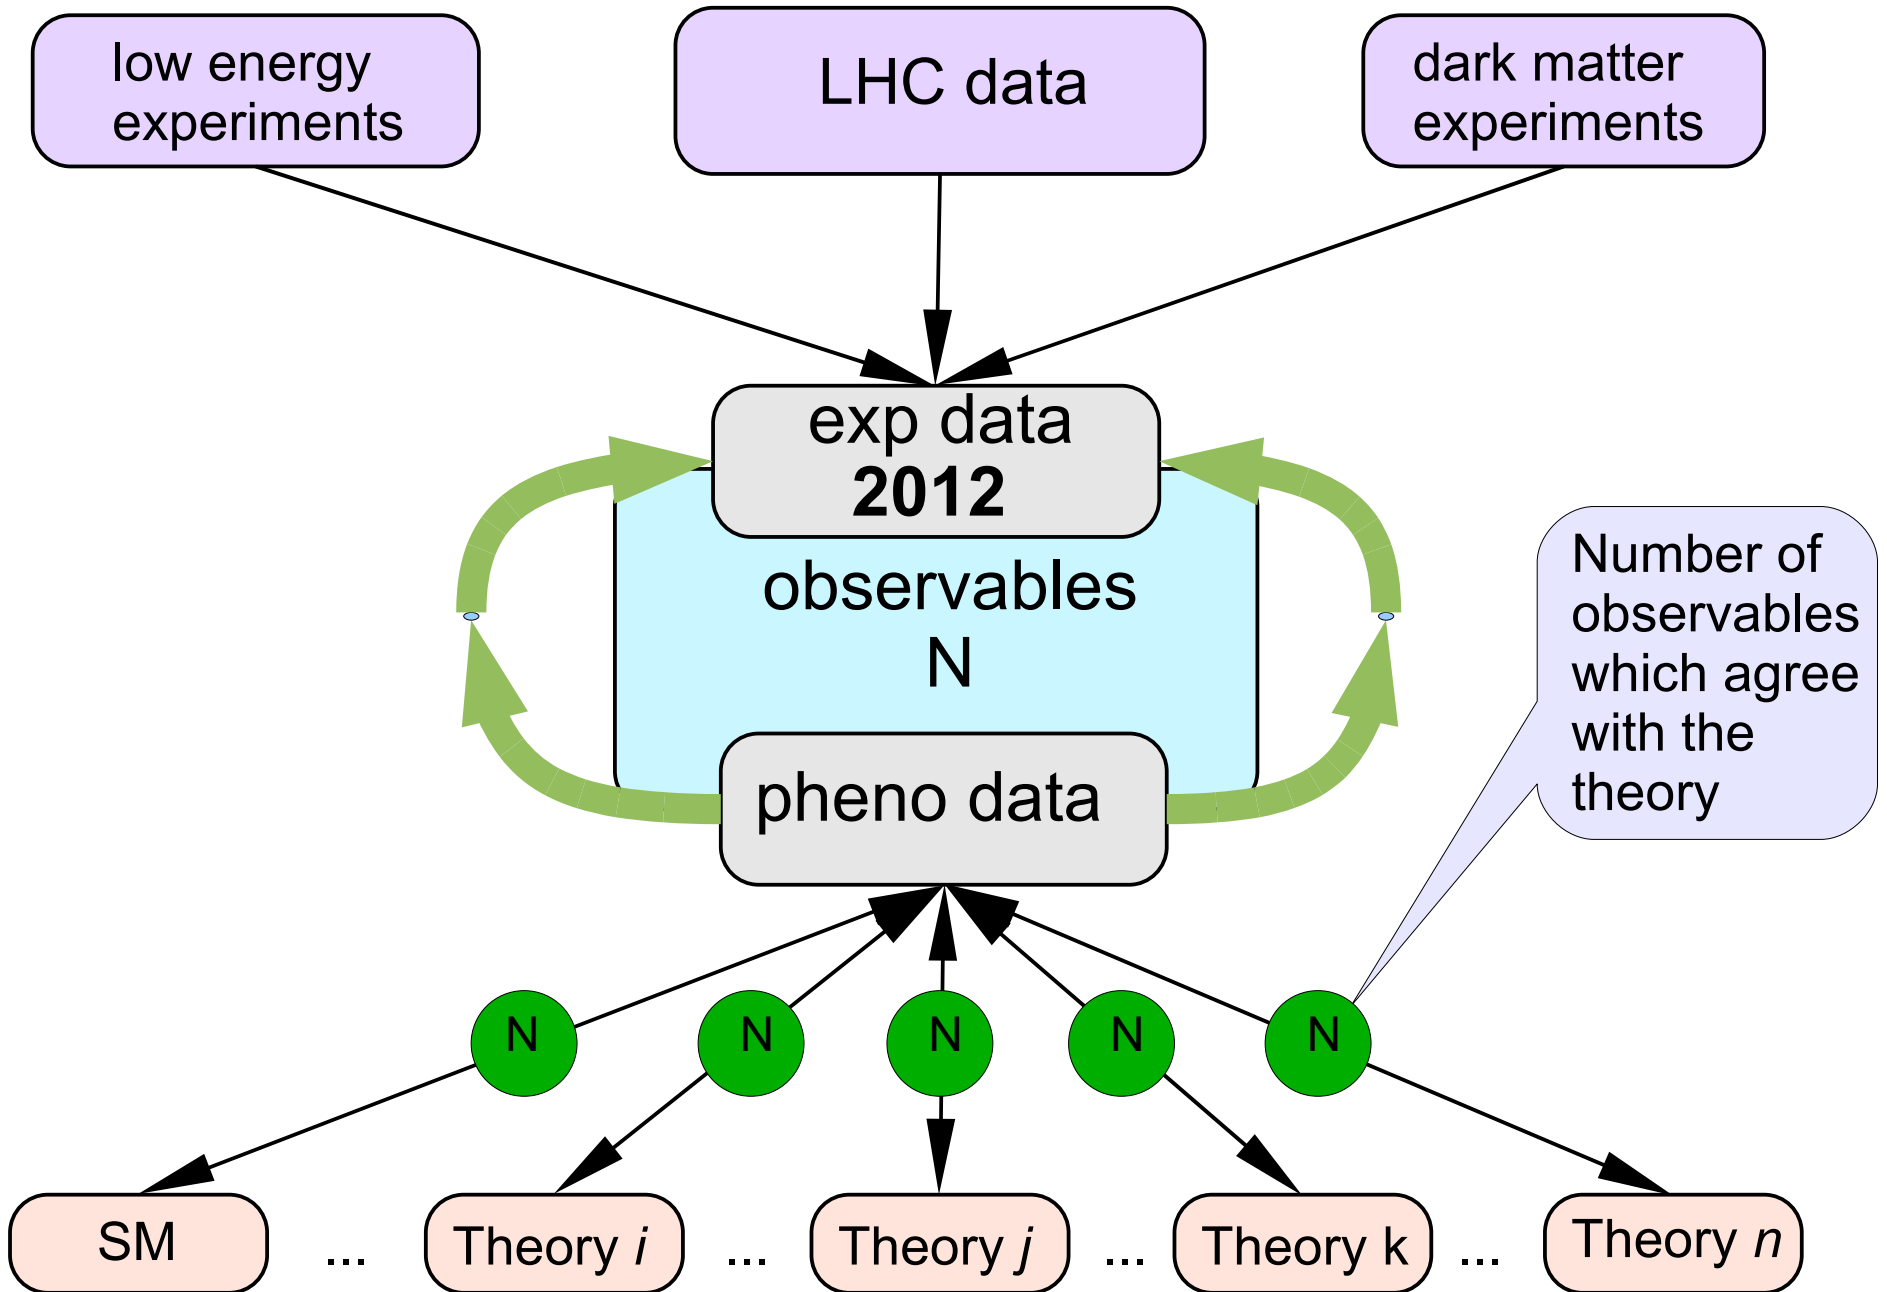 low energy
experiments
LHC data
dark matter
experiments
exp data
2012
observables
N
pheno data
Number of
observables
which agree
with the
theory
N
N
N
N
N
SM
...
Theory i
...
Theory j
...
Theory k
...
Theory n